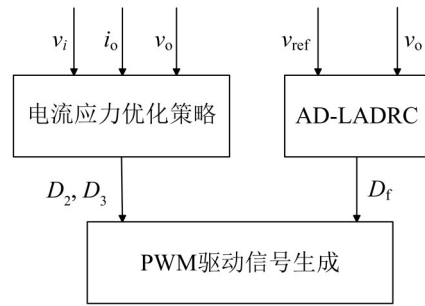 v_i i_o v_o v_ref v_o
电流应力优化策略 AD-LADRC
D_2, D_3 D_f
PWM驱动信号生成